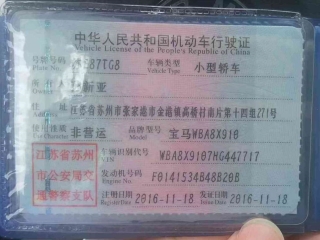 中华人民共和国机动车行驶证
Vehicle License of the People's Republic of China
号牌号码 587TG8 车辆类型 小型轿车
Plate No. Vehicle Type
所有人 新亚
住址 江苏省苏州市张家港市金港镇高桥村南片第十四组271号
使用性质 非营运 品牌型号 宝马WBA8X910
江苏省苏州 车辆识别代号 WBA8X9107HG447717
VIN
市公安局交 发动机号码 F0141534848B20B
Engine No.
通警察支队 注册日期 2016-11-18 发证日期 2016-11-18
Register Date Issue Date